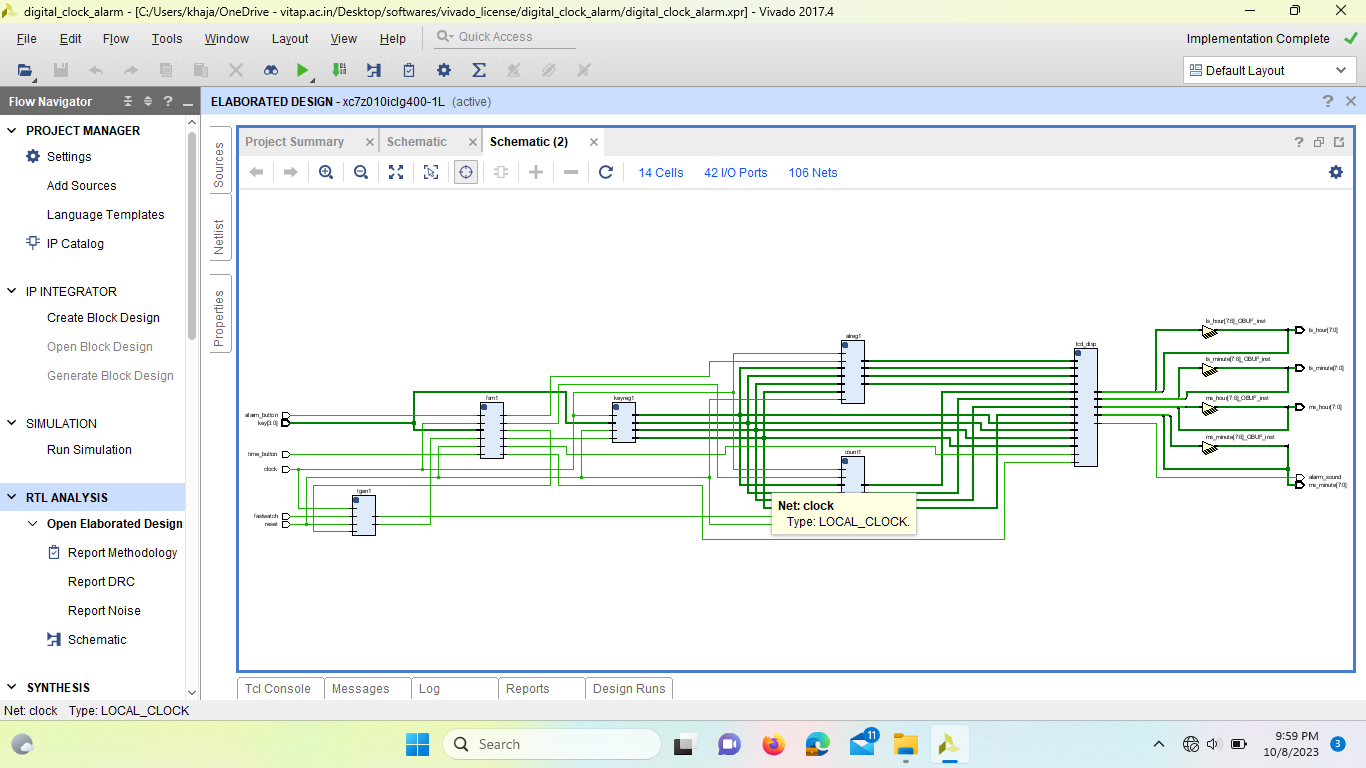 digital_clock_alarm - [C:/Users/khaja/OneDrive - vitap.ac.in/Desktop/softwares/vivado_license/digital_clock_alarm/digital_clock_alarm.xpr] - Vivado 2017.4
File Edit Flow Tools Window Layout View Help Quick Access
Implementation Complete
Default Layout
Flow Navigator
ELABORATED DESIGN - xc7z010iclg400-1L (active)
PROJECT MANAGER
Settings
Add Sources
Language Templates
IP Catalog
IP INTEGRATOR
Create Block Design
Open Block Design
Generate Block Design
SIMULATION
Run Simulation
RTL ANALYSIS
Open Elaborated Design
Report Methodology
Report DRC
Report Noise
Schematic
SYNTHESIS
Sources
Netlist
Properties
Project Summary
Schematic
Schematic (2)
14 Cells 42 I/O Ports 106 Nets
alarm_button
key[3:0]
time_button
clock
fastwatch
reset
tgen1
fsm1
keyreg1
alreg1
count1
lcd_disp
ls_hour[7:6]_OBUF_inst
ls_hour[7:0]
ls_minute[7:6]_OBUF_inst
ls_minute[7:0]
ms_hour[7:6]_OBUF_inst
ms_hour[7:0]
ms_minute[7:6]_OBUF_inst
alarm_sound
ms_minute[7:0]
Net: clock
Type: LOCAL_CLOCK.
Tcl Console
Messages
Log
Reports
Design Runs
Net: clock Type: LOCAL_CLOCK
Search
11
9:59 PM
10/8/2023
3